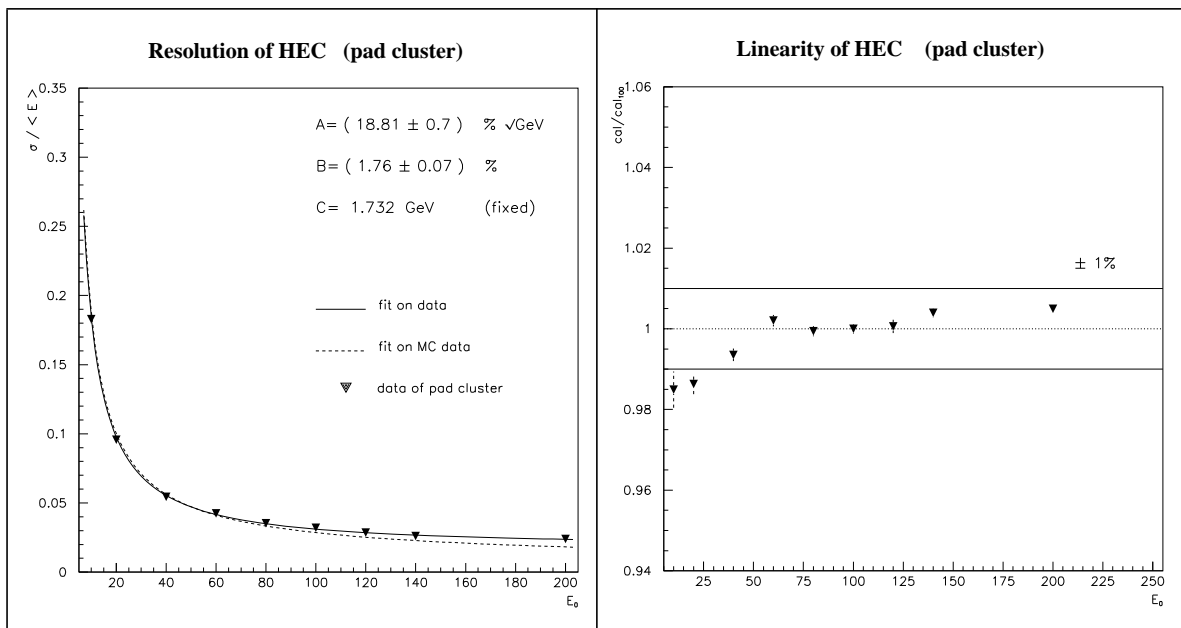 Resolution of HEC (pad cluster)
σ / < E >
0.35
0.3
0.25
0.2
0.15
0.1
0.05
0
A= ( 18.81 ± 0.7 ) % √GeV
B= ( 1.76 ± 0.07 ) %
C= 1.732 GeV (fixed)
fit on data
fit on MC data
data of pad cluster
20 40 60 80 100 120 140 160 180 200
E₀
Linearity of HEC (pad cluster)
cal/cal₁₀₀
1.06
1.04
1.02
1
0.98
0.96
0.94
± 1%
25 50 75 100 125 150 175 200 225 250
E₀